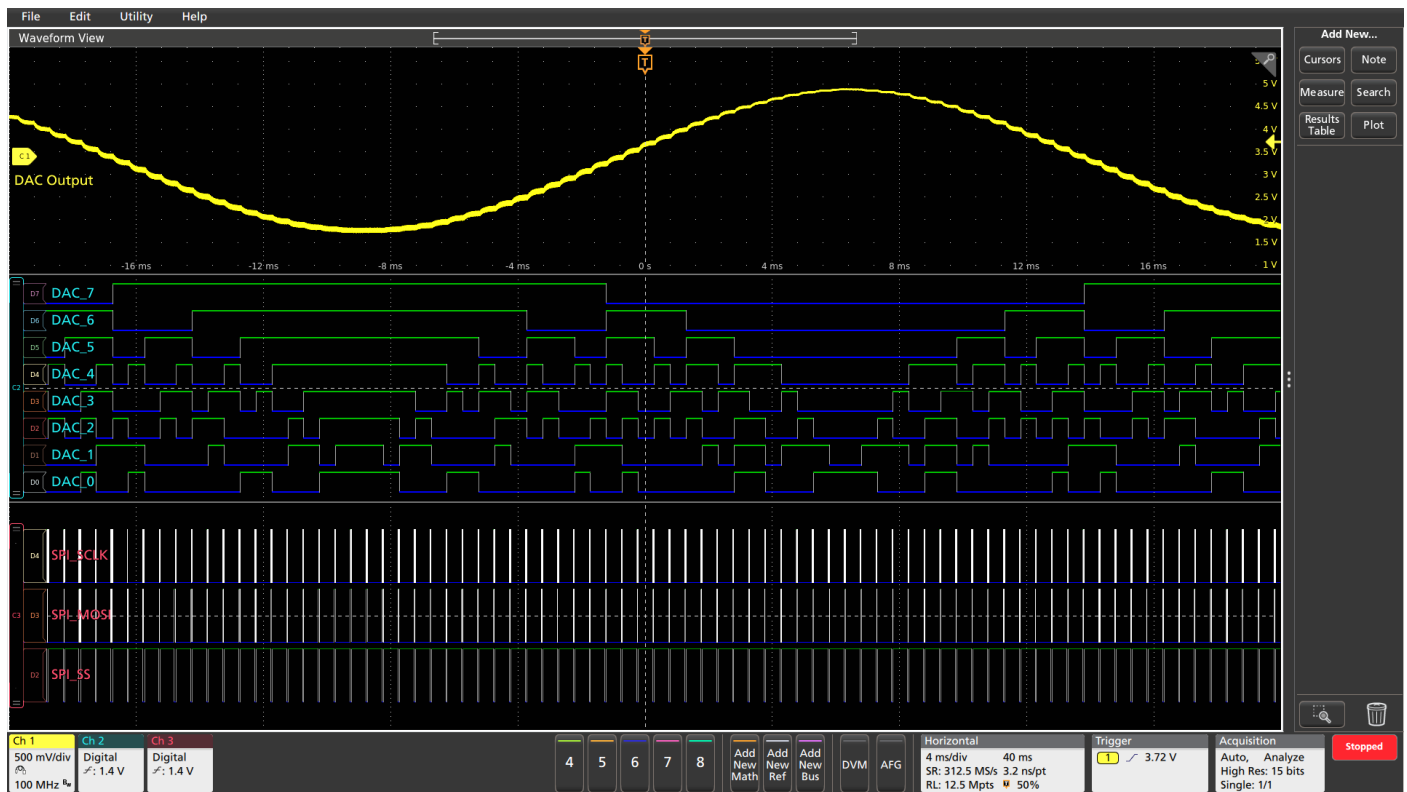 File Edit Utility Help
Waveform View
Add New...
Cursors Note
Measure Search
Results Table Plot
T
T
5 V
4.5 V
4 V
3.5 V
3 V
2.5 V
2 V
1.5 V
1 V
C1
DAC Output
-16 ms -12 ms -8 ms -4 ms 0 s 4 ms 8 ms 12 ms 16 ms
D7 DAC_7
D6 DAC_6
D5 DAC_5
D4 DAC_4
C2
D3 DAC_3
D2 DAC_2
D1 DAC_1
D0 DAC_0
D4 SPI_SCLK
C3 D3 SPI_MOSI
D2 SPI_SS
Ch 1
500 mV/div
100 MHz Bw
Ch 2
Digital
: 1.4 V
Ch 3
Digital
: 1.4 V
4 5 6 7 8
Add New Math
Add New Ref
Add New Bus
DVM AFG
Horizontal
4 ms/div 40 ms
SR: 312.5 MS/s 3.2 ns/pt
RL: 12.5 Mpts 50%
Trigger
1 3.72 V
Acquisition
Auto, Analyze
High Res: 15 bits
Single: 1/1
Stopped